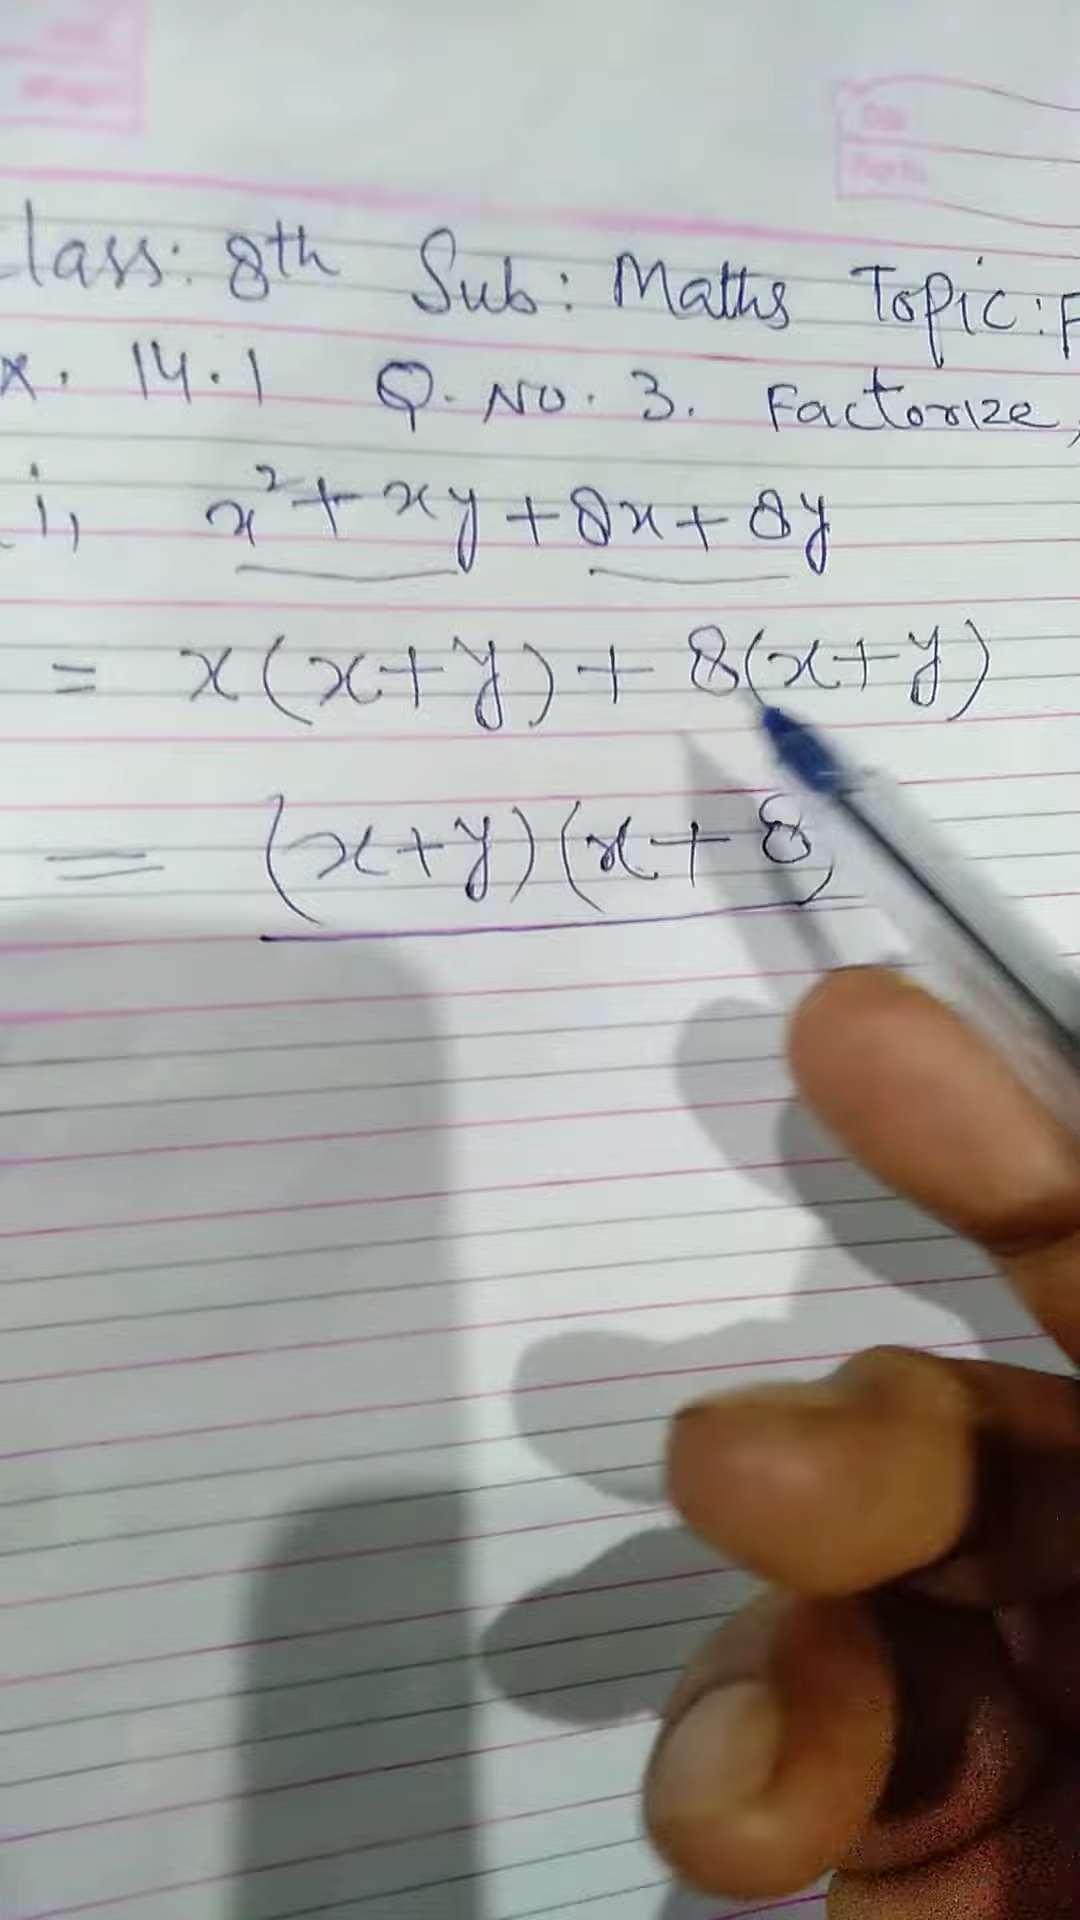 lass: 8th Sub: Maths Topic: F
x. 14.1 Q. No. 3. Factorize,
i, x² + xy + 8x + 8y
= x(x+y) + 8(x+y)
= (x+y)(x+8)